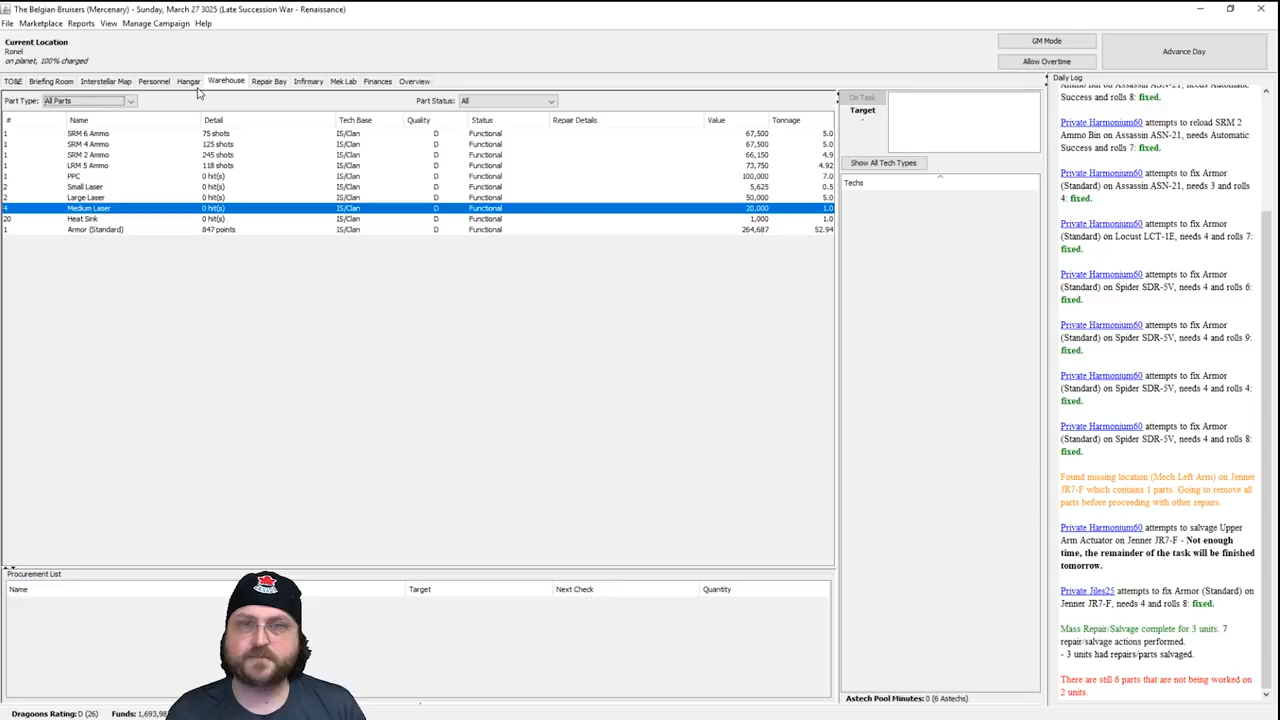 The Belgian Bruisers (Mercenary) - Sunday, March 27 3025 (Late Succession War - Renaissance)
File Marketplace Reports View Manage Campaign Help
Current Location
Ronel
on planet, 100% charged
GM Mode
Allow Overtime
Advance Day
TO&E Briefing Room Interstellar Map Personnel Hangar Warehouse Repair Bay Infirmary Mek Lab Finances Overview
Part Type: All Parts Part Status: All
# Name Detail Tech Base Quality Status Repair Details Value Tonnage
1 SRM 6 Ammo 75 shots IS/Clan D Functional 67,500 5.0
1 SRM 4 Ammo 125 shots IS/Clan D Functional 67,500 5.0
1 SRM 2 Ammo 245 shots IS/Clan D Functional 66,150 4.9
1 LRM 5 Ammo 118 shots IS/Clan D Functional 73,750 4.92
1 PPC 0 hit(s) IS/Clan D Functional 100,000 7.0
2 Small Laser 0 hit(s) IS/Clan D Functional 5,625 0.5
2 Large Laser 0 hit(s) IS/Clan D Functional 50,000 5.0
4 Medium Laser 0 hit(s) IS/Clan D Functional 20,000 1.0
20 Heat Sink 0 hit(s) IS/Clan D Functional 1,000 1.0
1 Armor (Standard) 847 points IS/Clan D Functional 264,687 52.94
Procurement List
Name Target Next Check Quantity
Dragoons Rating: D (26) Funds: 1,693,98
Do Task
Target
-
Show All Tech Types
Techs
Astech Pool Minutes: 0 (6 Astechs)
Daily Log
Ammo Bin on Assassin ASN-21, needs Automatic
Success and rolls 8: fixed.
Private Harmonium60 attempts to reload SRM 2
Ammo Bin on Assassin ASN-21, needs Automatic
Success and rolls 7: fixed.
Private Harmonium60 attempts to fix Armor
(Standard) on Assassin ASN-21, needs 3 and rolls
4: fixed.
Private Harmonium60 attempts to fix Armor
(Standard) on Locust LCT-1E, needs 4 and rolls 7:
fixed.
Private Harmonium60 attempts to fix Armor
(Standard) on Spider SDR-5V, needs 4 and rolls 6:
fixed.
Private Harmonium60 attempts to fix Armor
(Standard) on Spider SDR-5V, needs 4 and rolls 9:
fixed.
Private Harmonium60 attempts to fix Armor
(Standard) on Spider SDR-5V, needs 4 and rolls 4:
fixed.
Private Harmonium60 attempts to fix Armor
(Standard) on Spider SDR-5V, needs 4 and rolls 8:
fixed.
Found missing location (Mech Left Arm) on Jenner
JR7-F which contains 1 parts. Going to remove all
parts before proceeding with other repairs.
Private Harmonium60 attempts to salvage Upper
Arm Actuator on Jenner JR7-F - Not enough
time, the remainder of the task will be finished
tomorrow.
Private Jiles25 attempts to fix Armor (Standard) on
Jenner JR7-F, needs 4 and rolls 8: fixed.
Mass Repair/Salvage complete for 3 units. 7
repair/salvage actions performed.
- 3 units had repairs/parts salvaged.
There are still 6 parts that are not being worked on
2 units.